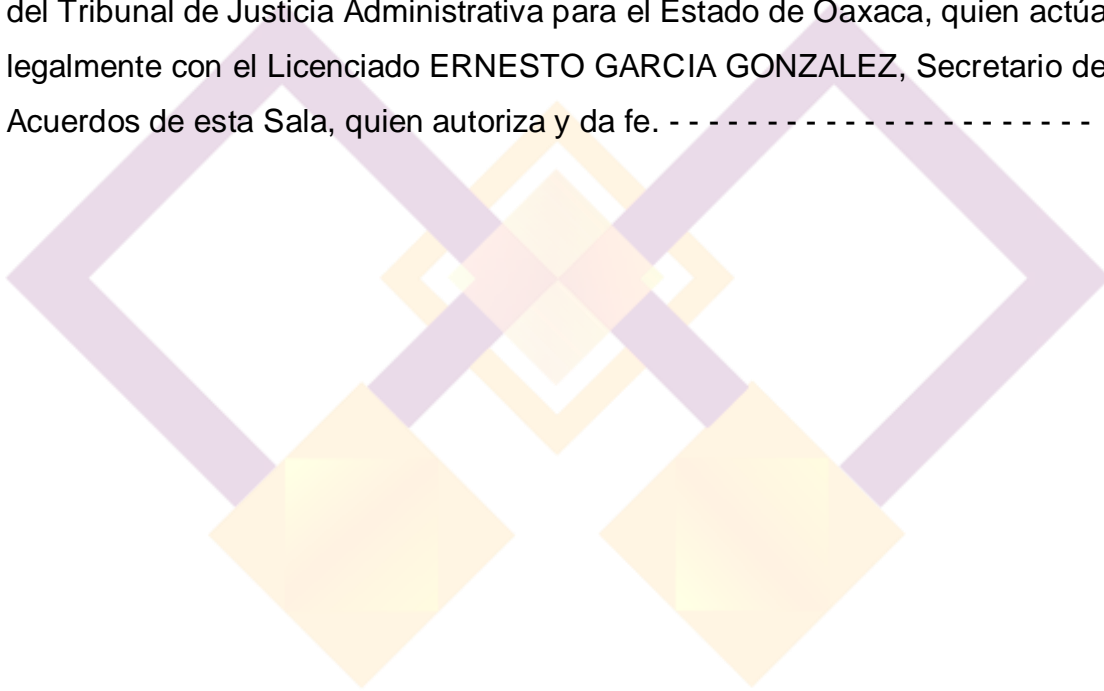 del Tribunal de Justicia Administrativa para el Estado de Oaxaca, quien actúa
legalmente con el Licenciado ERNESTO GARCIA GONZALEZ, Secretario de
Acuerdos de esta Sala, quien autoriza y da fe. - - - - - - - - - - - - - - - - - - - - - -